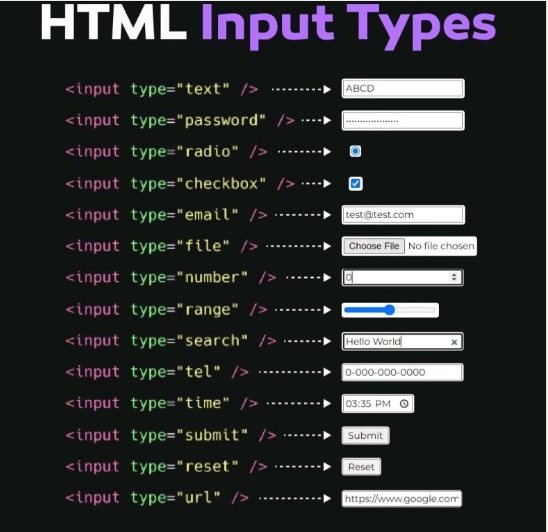 HTML Input Types
<input type="text" /> ABCD
<input type="password" /> ..................
<input type="radio" />
<input type="checkbox" />
<input type="email" /> test@test.com
<input type="file" /> Choose File No file chosen
<input type="number" /> 0
<input type="range" />
<input type="search" /> Hello World ×
<input type="tel" /> 0-000-000-0000
<input type="time" /> 03:35 PM
<input type="submit" /> Submit
<input type="reset" /> Reset
<input type="url" /> https://www.google.com